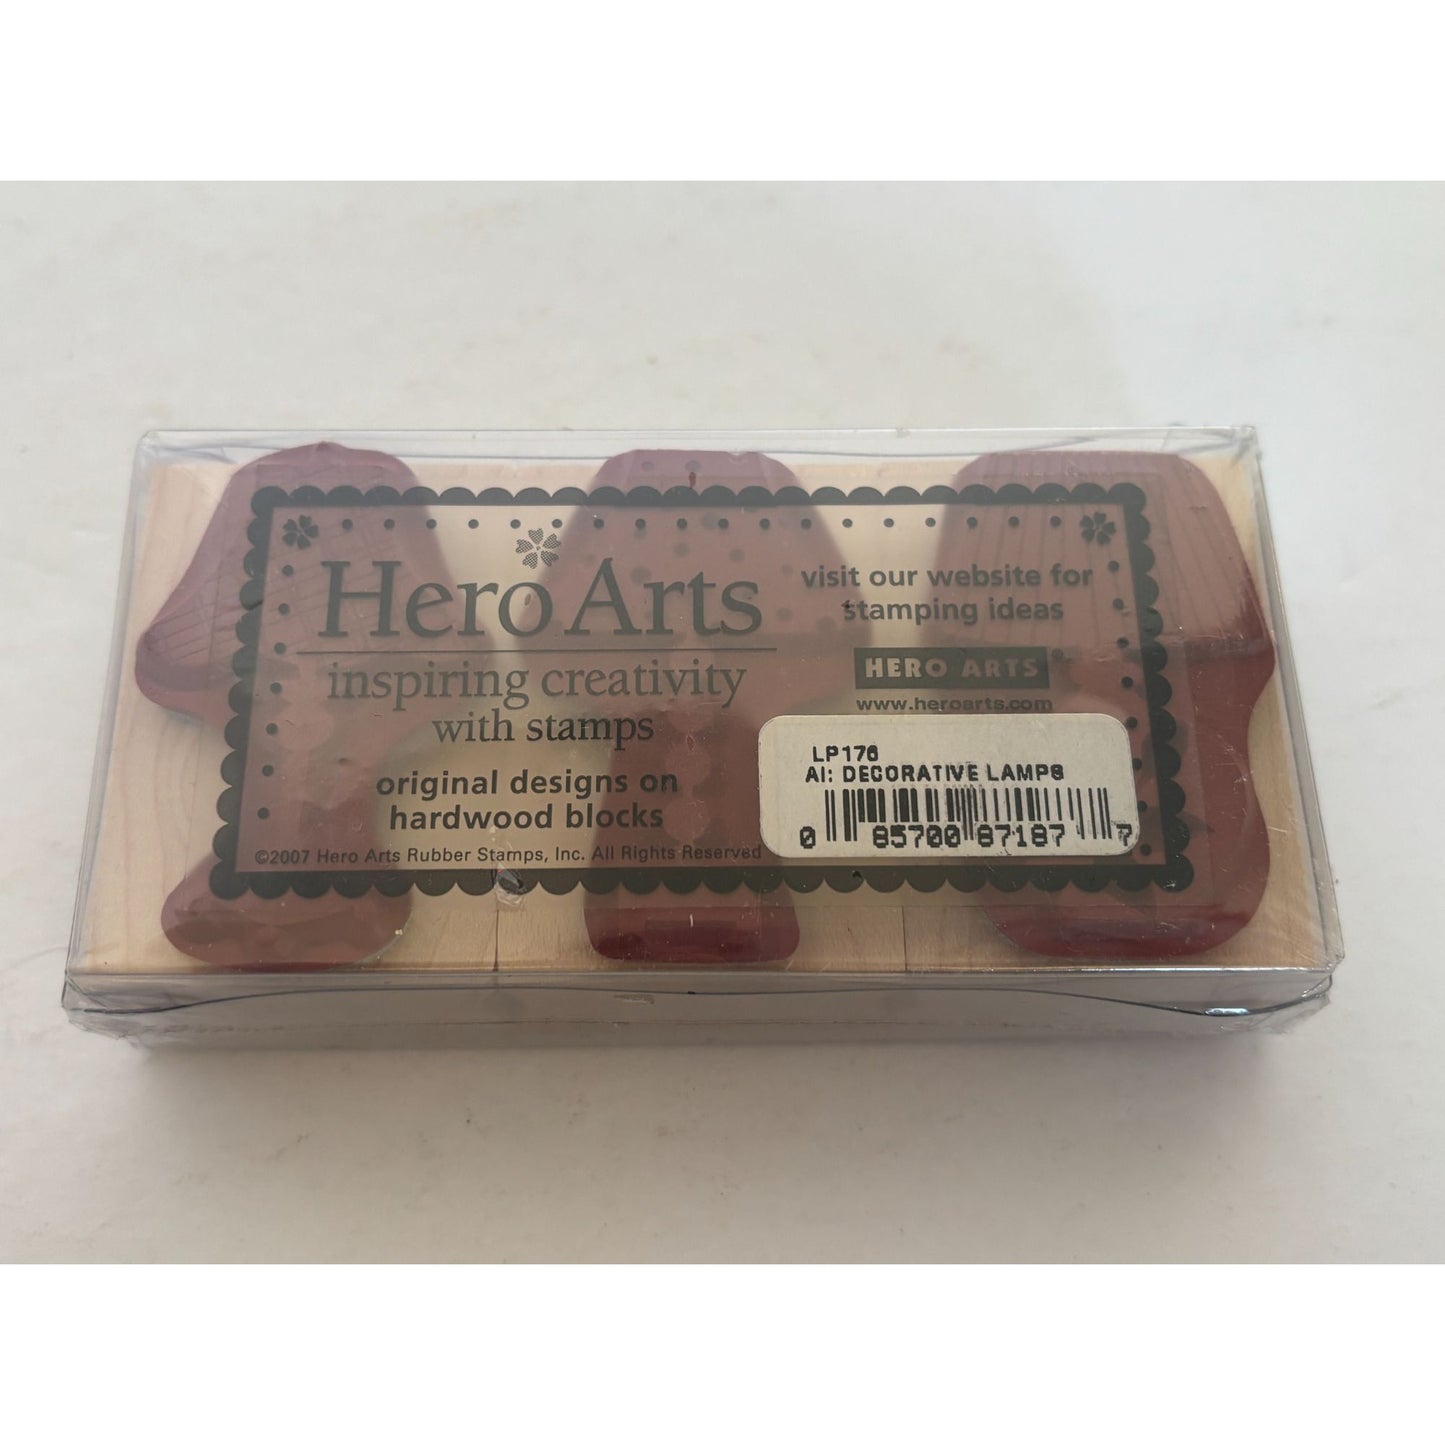 Hero Arts
inspiring creativity
with stamps
original designs on
hardwood blocks
©2007 Hero Arts Rubber Stamps, Inc. All Rights Reserved
visit our website for
stamping ideas
HERO ARTS®
www.heroarts.com
LP176
AI: DECORATIVE LAMPS
0 85700 87187 7